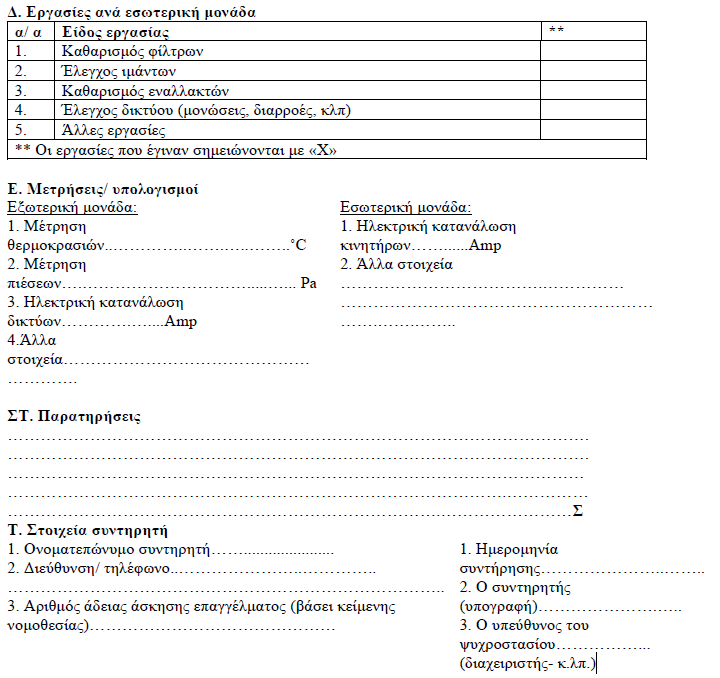 Δ. Εργασίες ανά εσωτερική μονάδα
α/ α Είδος εργασίας **
1. Καθαρισμός φίλτρων
2. Έλεγχος ιμάντων
3. Καθαρισμός εναλλακτών
4. Έλεγχος δικτύου (μονώσεις, διαρροές, κλπ)
5. Άλλες εργασίες
** Οι εργασίες που έγιναν σημειώνονται με «Χ»
Ε. Μετρήσεις/ υπολογισμοί
Εξωτερική μονάδα:
1. Μέτρηση
θερμοκρασιών..……………..………….……..˚C
2. Μέτρηση
πιέσεων…………………………………...…... Pa
3. Ηλεκτρική κατανάλωση
δικτύων……………....Amp
4.Άλλα
στοιχεία………………………………………
………….
Εσωτερική μονάδα:
1. Ηλεκτρική κατανάλωση
κινητήρων……......Amp
2. Άλλα στοιχεία
……………………………………………
…………………………………………………
…………………..
ΣΤ. Παρατηρήσεις
……………………………………………………………………………………………
……………………………………………………………………………………………
……………………………………………………………………………………………
……………………………………………………………………………………………
…………………………………………………………………………………………Σ
Τ. Στοιχεία συντηρητή
1. Ονοματεπώνυμο συντηρητή……......................
2. Διεύθυνση/ τηλέφωνο..……………………………..
……………………………………………………………………..
3. Αριθμός άδειας άσκησης επαγγέλματος (βάσει κείμενης
νομοθεσίας)………………………………………
1. Ημερομηνία
συντήρησης…………………..……..
2. Ο συντηρητής
(υπογραφή)………………….…..
3. Ο υπεύθυνος του
ψυχροστασίου……………...
(διαχειριστής- κ.λπ.)